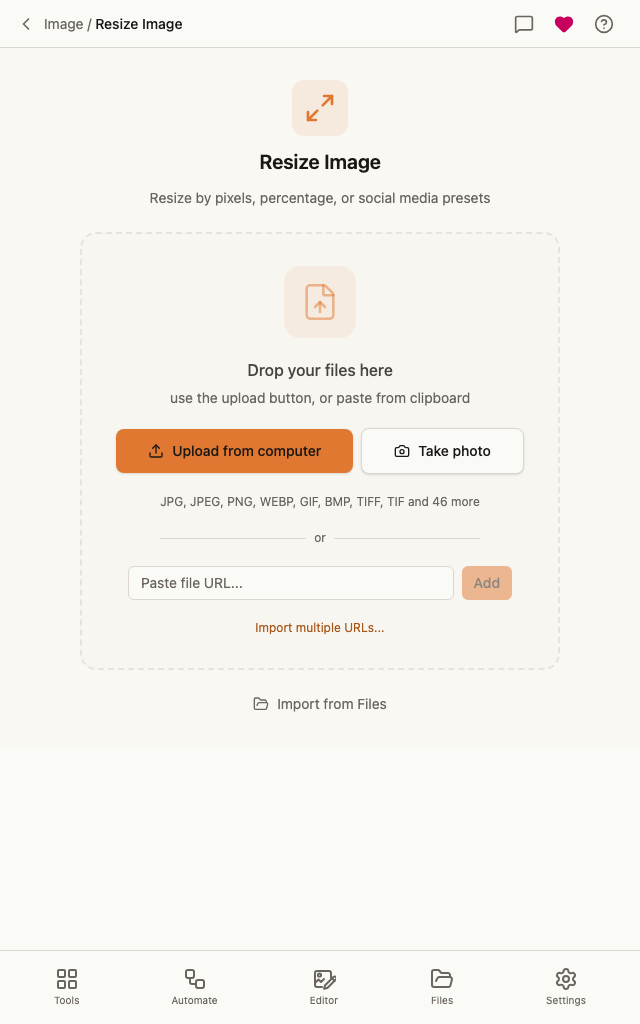 Image / Resize Image
Resize Image
Resize by pixels, percentage, or social media presets
Drop your files here
use the upload button, or paste from clipboard
Upload from computer
Take photo
JPG, JPEG, PNG, WEBP, GIF, BMP, TIFF, TIF and 46 more
or
Paste file URL...
Add
Import multiple URLs...
Import from Files
Tools
Automate
Editor
Files
Settings